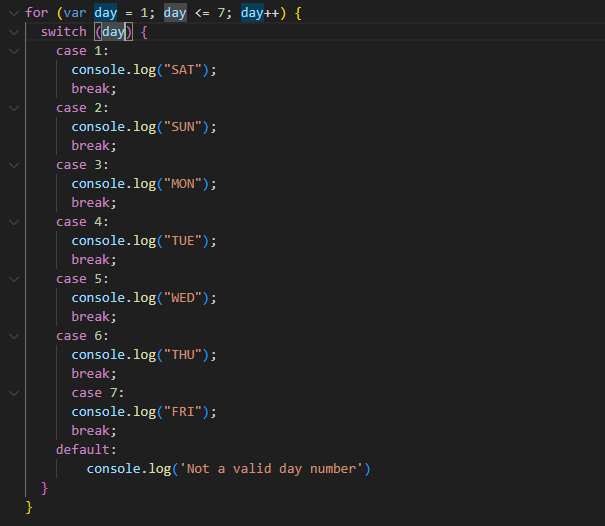 for (var day = 1; day <= 7; day++) {
  switch (day) {
    case 1:
      console.log("SAT");
      break;
    case 2:
      console.log("SUN");
      break;
    case 3:
      console.log("MON");
      break;
    case 4:
      console.log("TUE");
      break;
    case 5:
      console.log("WED");
      break;
    case 6:
      console.log("THU");
      break;
      case 7:
      console.log("FRI");
      break;
    default:
        console.log('Not a valid day number')
  }
}